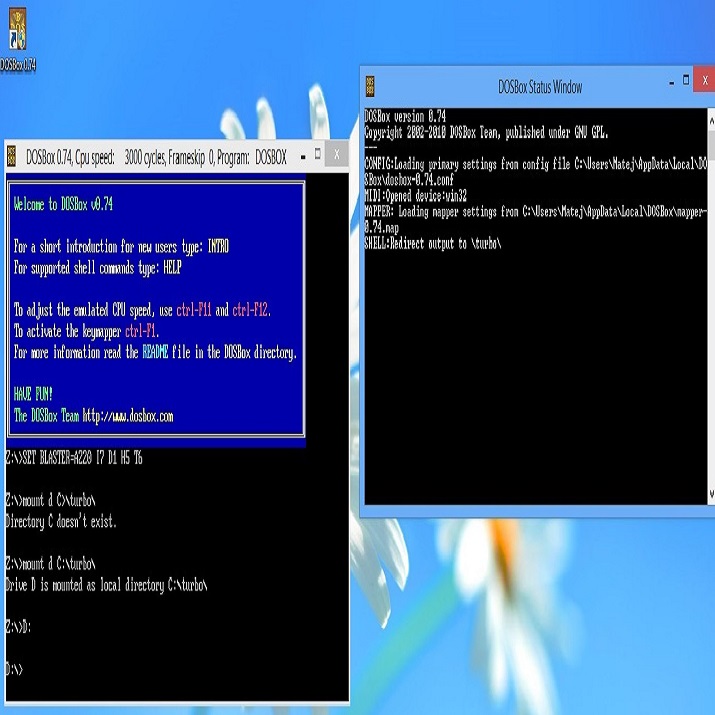 DOSBox 0.74
DOSBox 0.74, Cpu speed: 3000 cycles, Frameskip 0, Program: DOSBOX
Welcome to DOSBox v0.74
For a short introduction for new users type: INTRO
For supported shell commands type: HELP
To adjust the emulated CPU speed, use ctrl-F11 and ctrl-F12.
To activate the keymapper ctrl-F1.
For more information read the README file in the DOSBox directory.
HAVE FUN!
The DOSBox Team http://www.dosbox.com
Z:\>SET BLASTER=A220 I7 D1 H5 T6
Z:\>mount d C>\turbo\
Directory C doesn't exist.
Z:\>mount d C:\turbo\
Drive D is mounted as local directory C:\turbo\
Z:\>D:
D:\>
DOSBox Status Window
DOSBox version 0.74
Copyright 2002-2010 DOSBox Team, published under GNU GPL.
---
CONFIG:Loading primary settings from config file C:\Users\Matej\AppData\Local\DO
SBox\dosbox-0.74.conf
MIDI:Opened device:win32
MAPPER: Loading mapper settings from C:\Users\Matej\AppData\Local\DOSBox\mapper-
0.74.map
SHELL:Redirect output to \turbo\